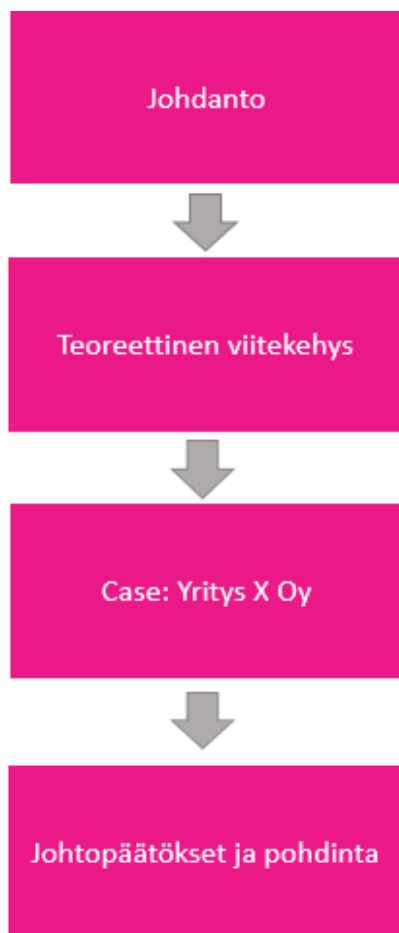 Johdanto
Teoreettinen viitekehys
Case: Yritys X Oy
Johtopäätökset ja pohdinta